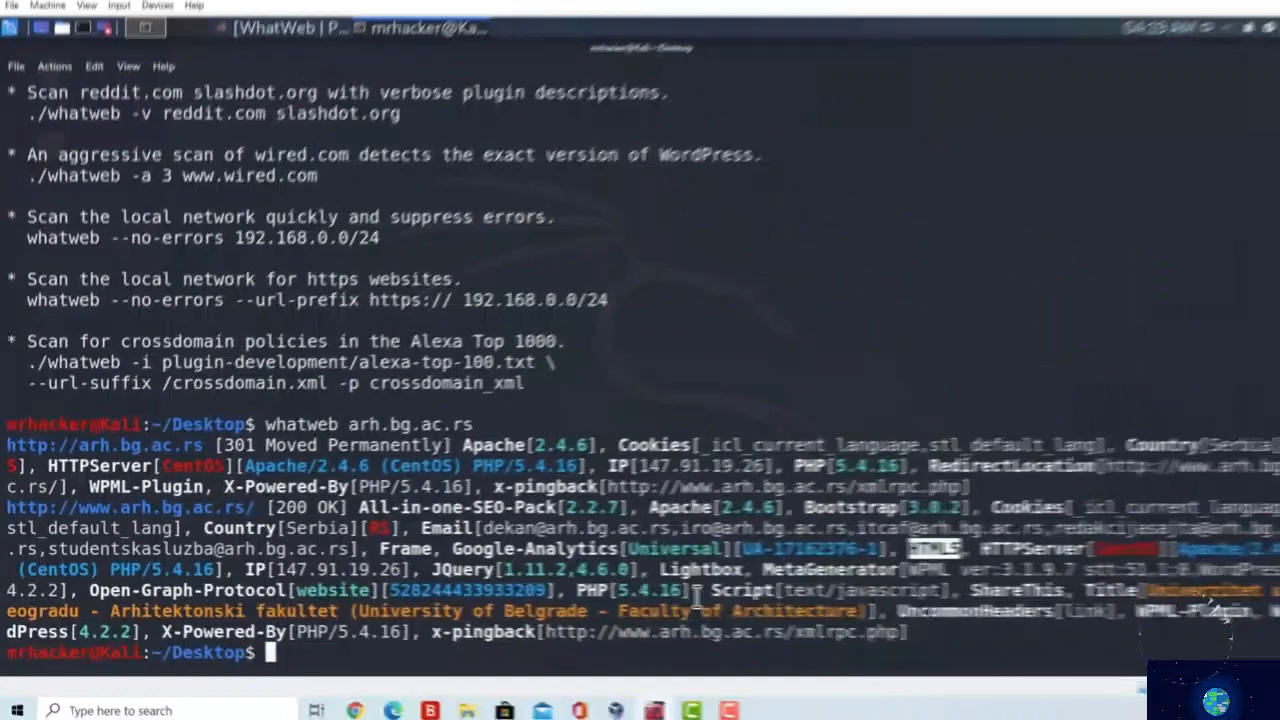 File Machine View Input Devices Help
[WhatWeb | P... mrhacker@Ka...
File Actions Edit View Help
* Scan reddit.com slashdot.org with verbose plugin descriptions.
./whatweb -v reddit.com slashdot.org
* An aggressive scan of wired.com detects the exact version of WordPress.
./whatweb -a 3 www.wired.com
* Scan the local network quickly and suppress errors.
whatweb --no-errors 192.168.0.0/24
* Scan the local network for https websites.
whatweb --no-errors --url-prefix https:// 192.168.0.0/24
* Scan for crossdomain policies in the Alexa Top 1000.
./whatweb -i plugin-development/alexa-top-100.txt \
--url-suffix /crossdomain.xml -p crossdomain_xml
mrhacker@Kali:~/Desktop$ whatweb arh.bg.ac.rs
http://arh.bg.ac.rs [301 Moved Permanently] Apache[2.4.6], Cookies[_icl_current_language,stl_default_lang], Country[Serbia]
S], HTTPServer[CentOS][Apache/2.4.6 (CentOS) PHP/5.4.16], IP[147.91.19.26], PHP[5.4.16], RedirectLocation[http://www.arh.bg.a
c.rs/], WPML-Plugin, X-Powered-By[PHP/5.4.16], x-pingback[http://www.arh.bg.ac.rs/xmlrpc.php]
http://www.arh.bg.ac.rs/ [200 OK] All-in-one-SEO-Pack[2.2.7], Apache[2.4.6], Bootstrap[3.0.2], Cookies[_icl_current_languag
stl_default_lang], Country[Serbia][RS], Email[dekan@arh.bg.ac.rs,iro@arh.bg.ac.rs,itcaf@arh.bg.ac.rs,
.rs,studentskasluzba@arh.bg.ac.rs], Frame, Google-Analytics[Universal][UA-17162376-1], HTML5, HTTPServer[CentOS][Apache/2.4
(CentOS) PHP/5.4.16], IP[147.91.19.26], JQuery[1.11.2,4.6.0], Lightbox, MetaGenerator[WPML ver:3.1.9.7
4.2.2], Open-Graph-Protocol[website][528244433933209], PHP[5.4.16], Script[text/javascript], ShareThis, Title[Univerzitet
eogradu - Arhitektonski fakultet (University of Belgrade - Faculty of Architecture)], UncommonHeaders[link], WPML-Plugin, W
dPress[4.2.2], X-Powered-By[PHP/5.4.16], x-pingback[http://www.arh.bg.ac.rs/xmlrpc.php]
mrhacker@Kali:~/Desktop$
Type here to search